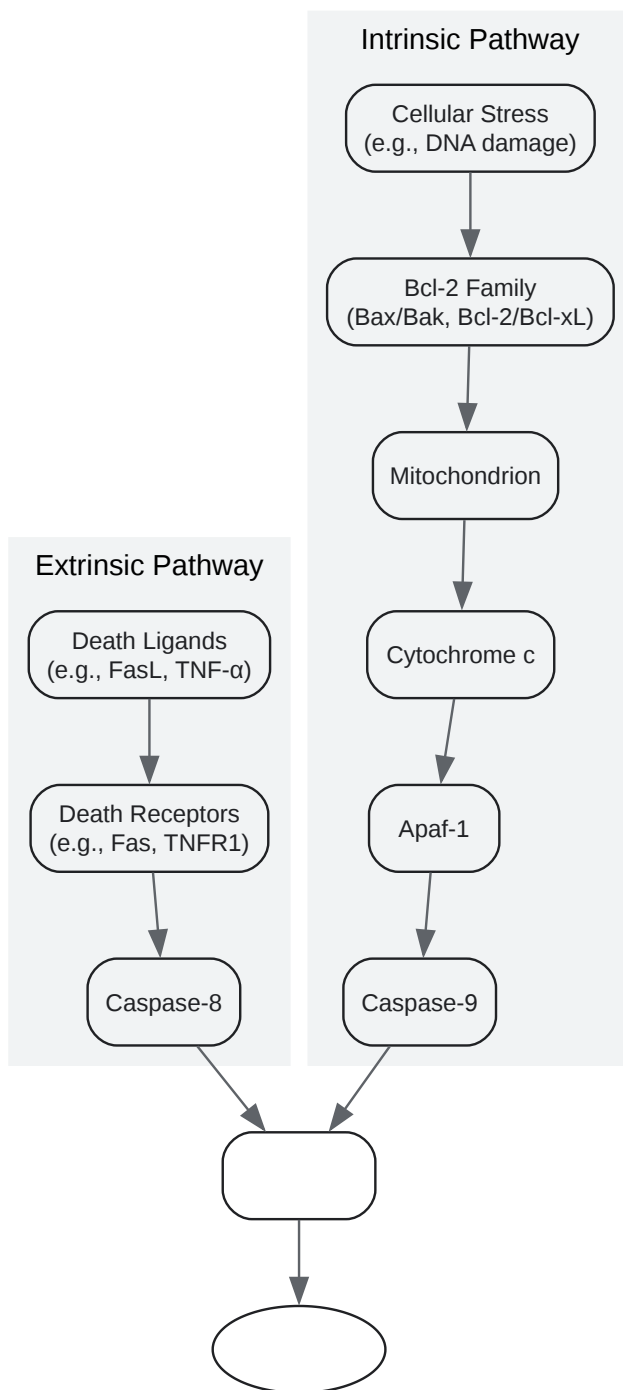 Intrinsic Pathway
Cellular Stress
(e.g., DNA damage)
Bcl-2 Family
(Bax/Bak, Bcl-2/Bcl-xL)
Mitochondrion
Cytochrome c
Apaf-1
Caspase-9
Extrinsic Pathway
Death Ligands
(e.g., FasL, TNF-α)
Death Receptors
(e.g., Fas, TNFR1)
Caspase-8